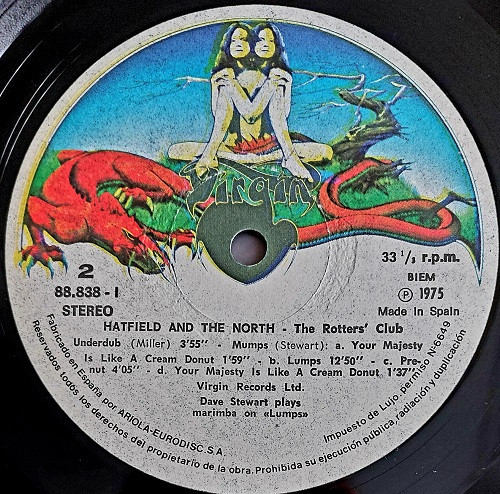 Virgin
2
88.838-I
STEREO
33 ¹/₃ r.p.m.
BIEM
Ⓟ 1975
Made in Spain
HATFIELD AND THE NORTH - The Rotters' Club
Underdub (Miller) 3'55'' - Mumps (Stewart): a. Your Majesty
Is Like A Cream Donut 1'59'' - b. Lumps 12'50'' - c. Pre-
nut 4'05'' - d. Your Majesty Is Like A Cream Donut 1'37''
Virgin Records Ltd.
Dave Stewart plays
marimba on «Lumps»
Fabricado en España por ARIOLA-EURODISC. S.A. Impuesto de Lujo, permiso Nº 6649
Reservados todos los derechos del propietario de la obra. Prohibida su ejecución pública, radiación y duplicación